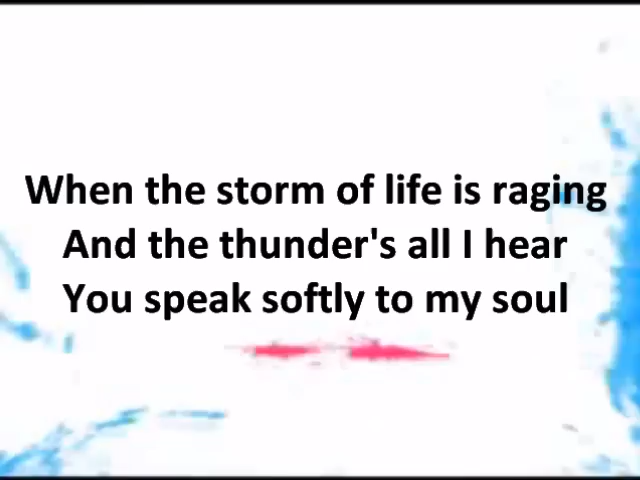 When the storm of life is raging
And the thunder's all I hear
You speak softly to my soul